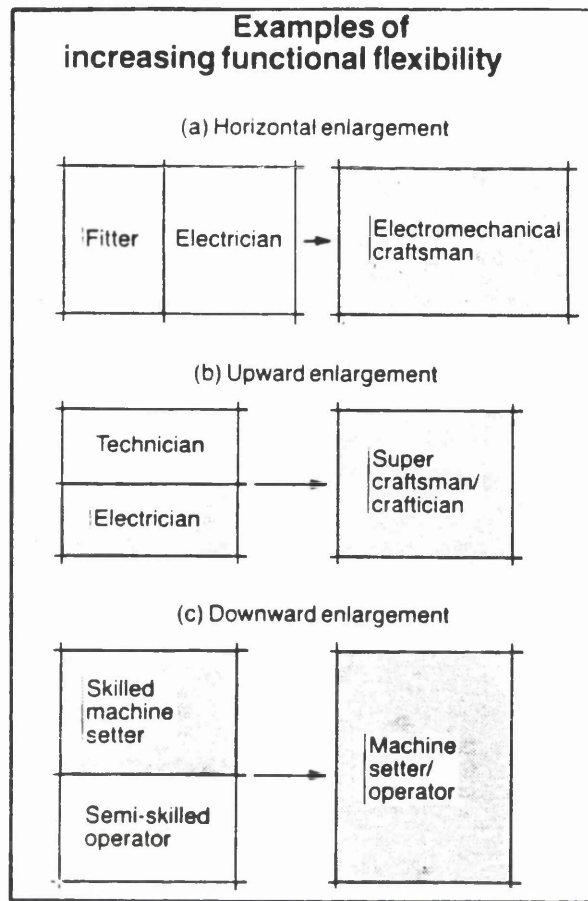 Examples of
increasing functional flexibility
(a) Horizontal enlargement
Fitter
Electrician
Electromechanical
craftsman
(b) Upward enlargement
Technician
Electrician
Super
craftsman/
craftician
(c) Downward enlargement
Skilled
machine
setter
Semi-skilled
operator
Machine
setter/
operator